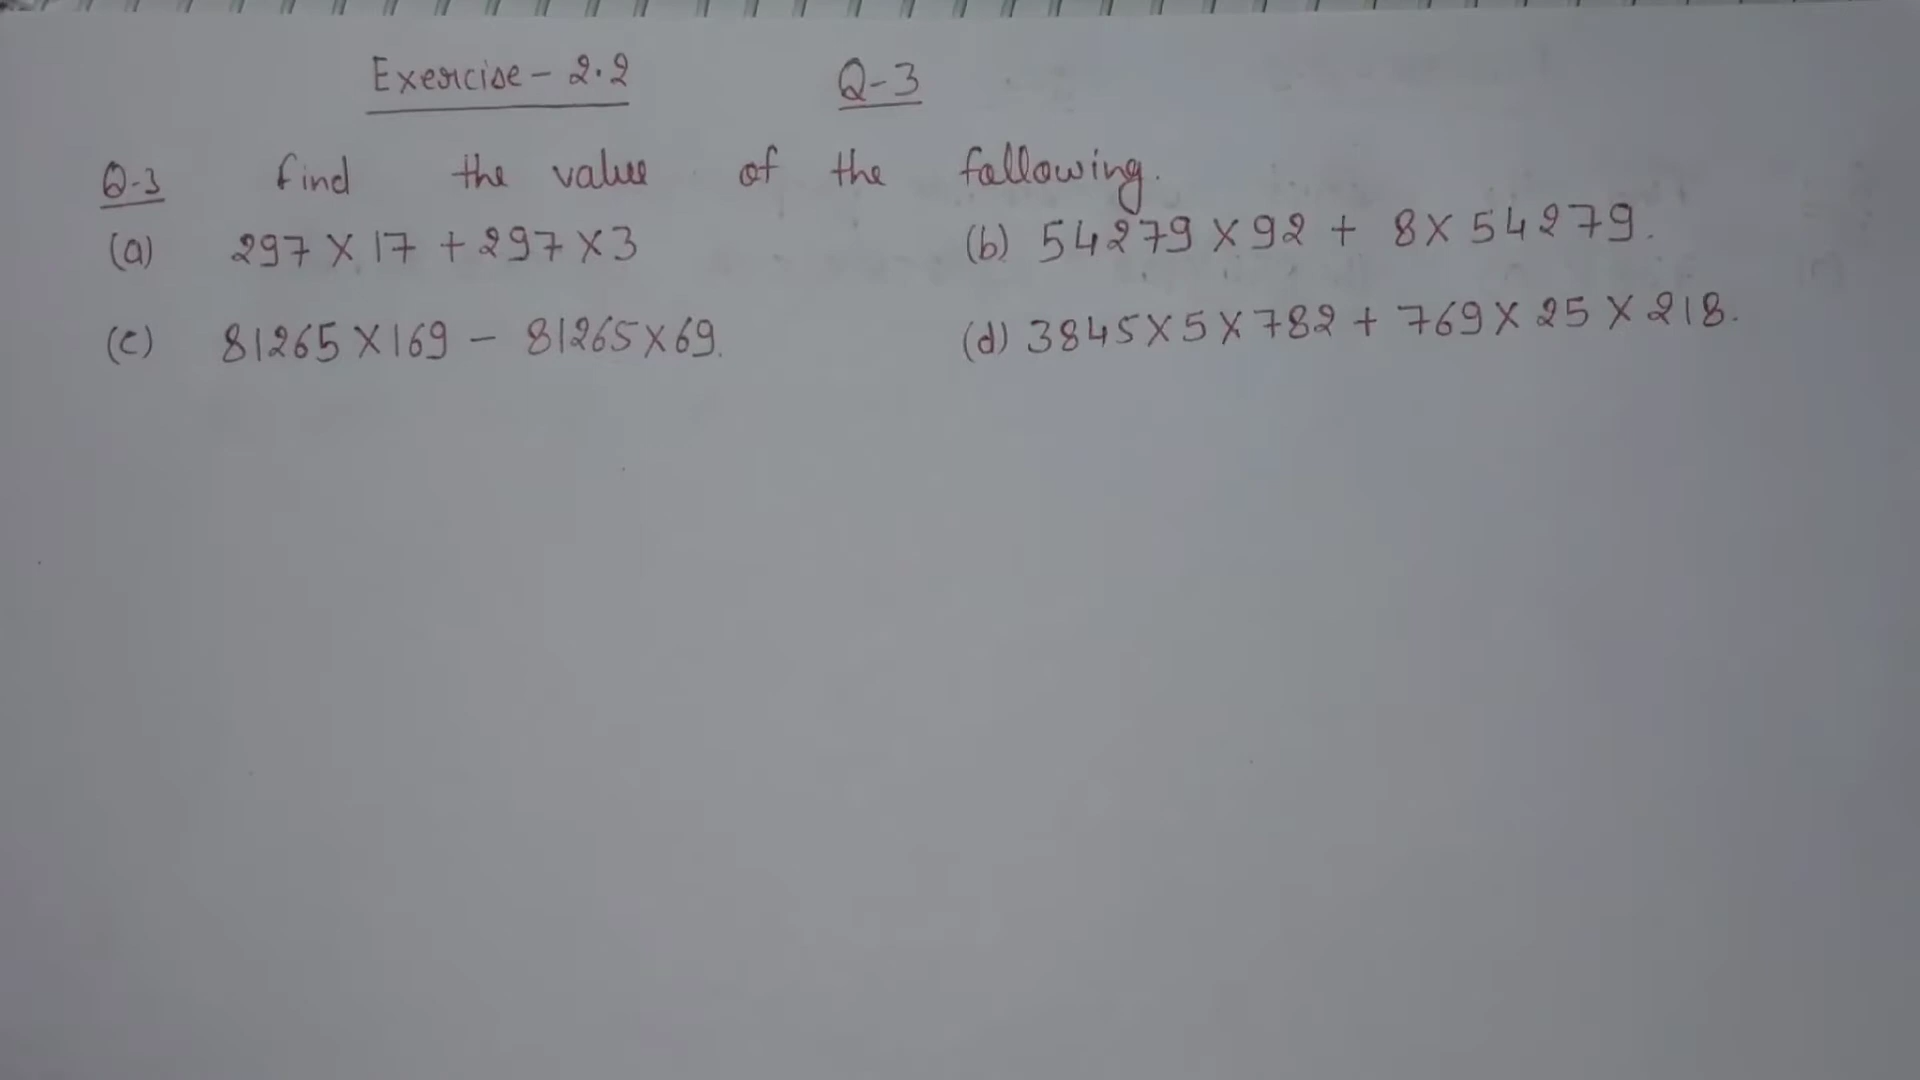 Exercise - 2.2 Q-3
Q-3 find the value of the following.
(a) 297 × 17 + 297 × 3 (b) 54279 × 92 + 8 × 54279.
(c) 81265 × 169 - 81265 × 69. (d) 3845 × 5 × 782 + 769 × 25 × 218.